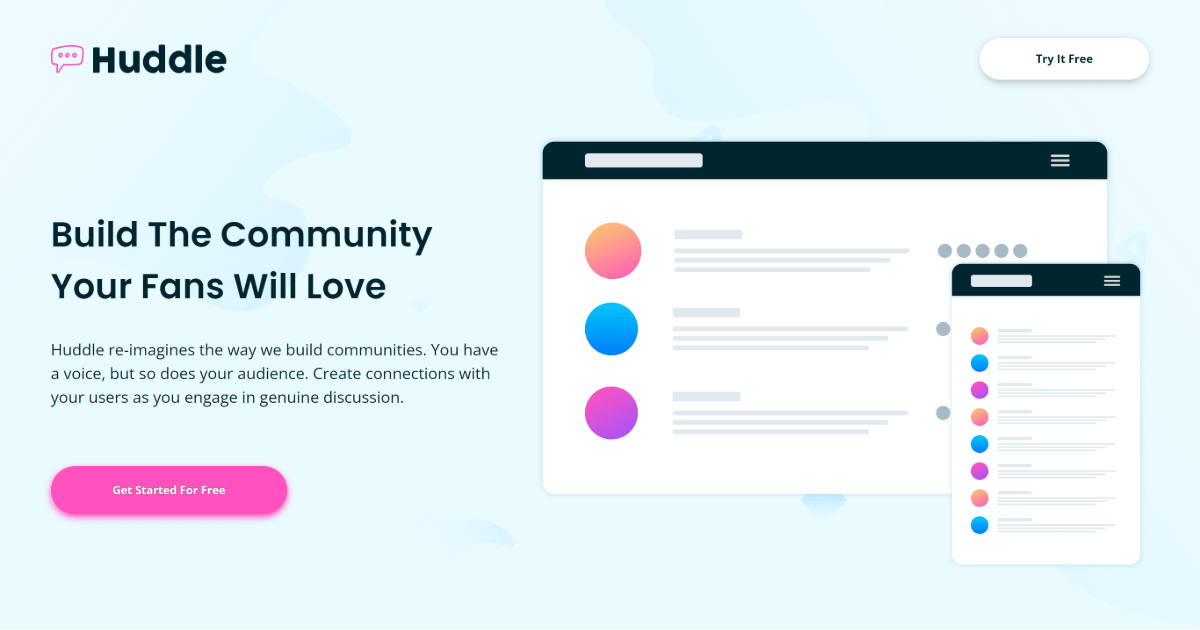 Huddle
Try It Free
Build The Community
Your Fans Will Love
Huddle re-imagines the way we build communities. You have
a voice, but so does your audience. Create connections with
your users as you engage in genuine discussion.
Get Started For Free